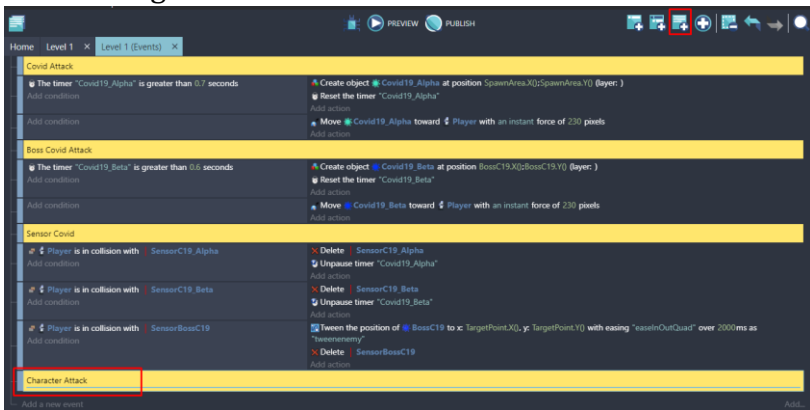 PREVIEW PUBLISH
Home Level 1 × Level 1 (Events) ×
Covid Attack
The timer "Covid19_Alpha" is greater than 0.7 seconds
Add condition
Create object Covid19_Alpha at position SpawnArea.X();SpawnArea.Y() (layer: )
Reset the timer "Covid19_Alpha"
Add action
Add condition
Move Covid19_Alpha toward Player with an instant force of 230 pixels
Add action
Boss Covid Attack
The timer "Covid19_Beta" is greater than 0.6 seconds
Add condition
Create object Covid19_Beta at position BossC19.X();BossC19.Y() (layer: )
Reset the timer "Covid19_Beta"
Add action
Add condition
Move Covid19_Beta toward Player with an instant force of 230 pixels
Add action
Sensor Covid
Player is in collision with SensorC19_Alpha
Add condition
Delete SensorC19_Alpha
Unpause timer "Covid19_Alpha"
Add action
Player is in collision with SensorC19_Beta
Add condition
Delete SensorC19_Beta
Unpause timer "Covid19_Beta"
Add action
Player is in collision with SensorBossC19
Add condition
Tween the position of BossC19 to x: TargetPoint.X(), y: TargetPoint.Y() with easing "easeInOutQuad" over 2000ms as
"tweenenemy"
Delete SensorBossC19
Add action
Character Attack
Add a new event Add...